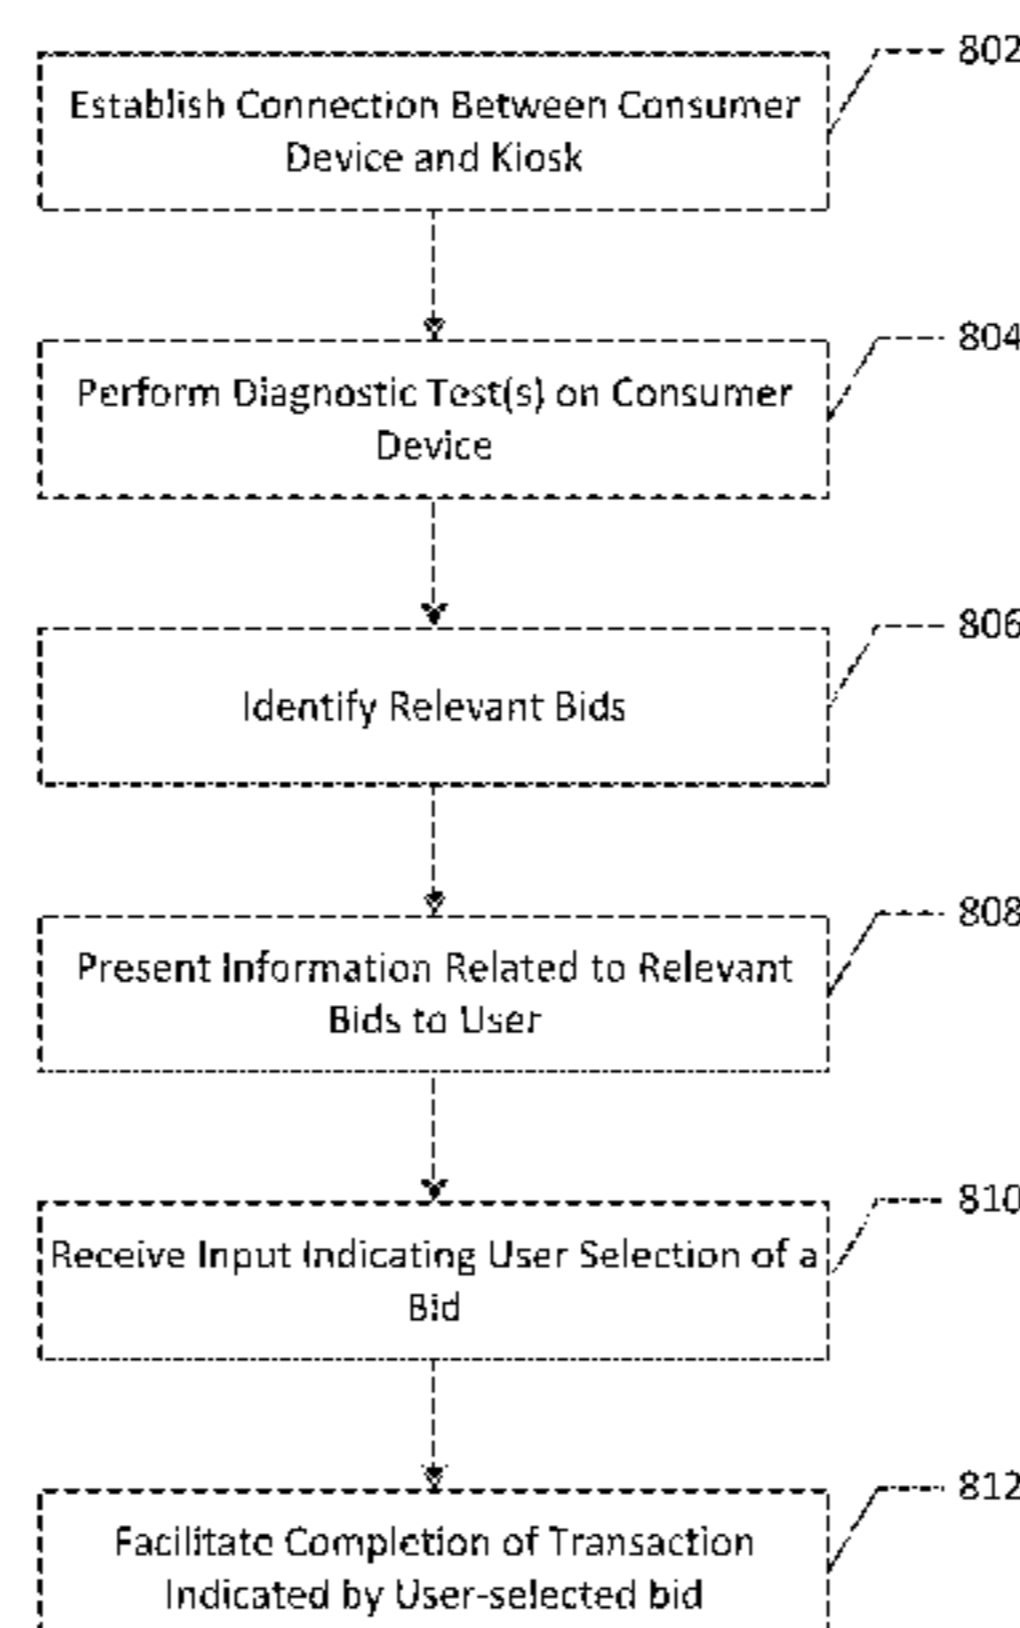 802
Establish Connection Between Consumer
Device and Kiosk
804
Perform Diagnostic Test(s) on Consumer
Device
806
Identify Relevant Bids
808
Present Information Related to Relevant
Bids to User
810
Receive Input Indicating User Selection of a
Bid
812
Facilitate Completion of Transaction
Indicated by User-selected bid